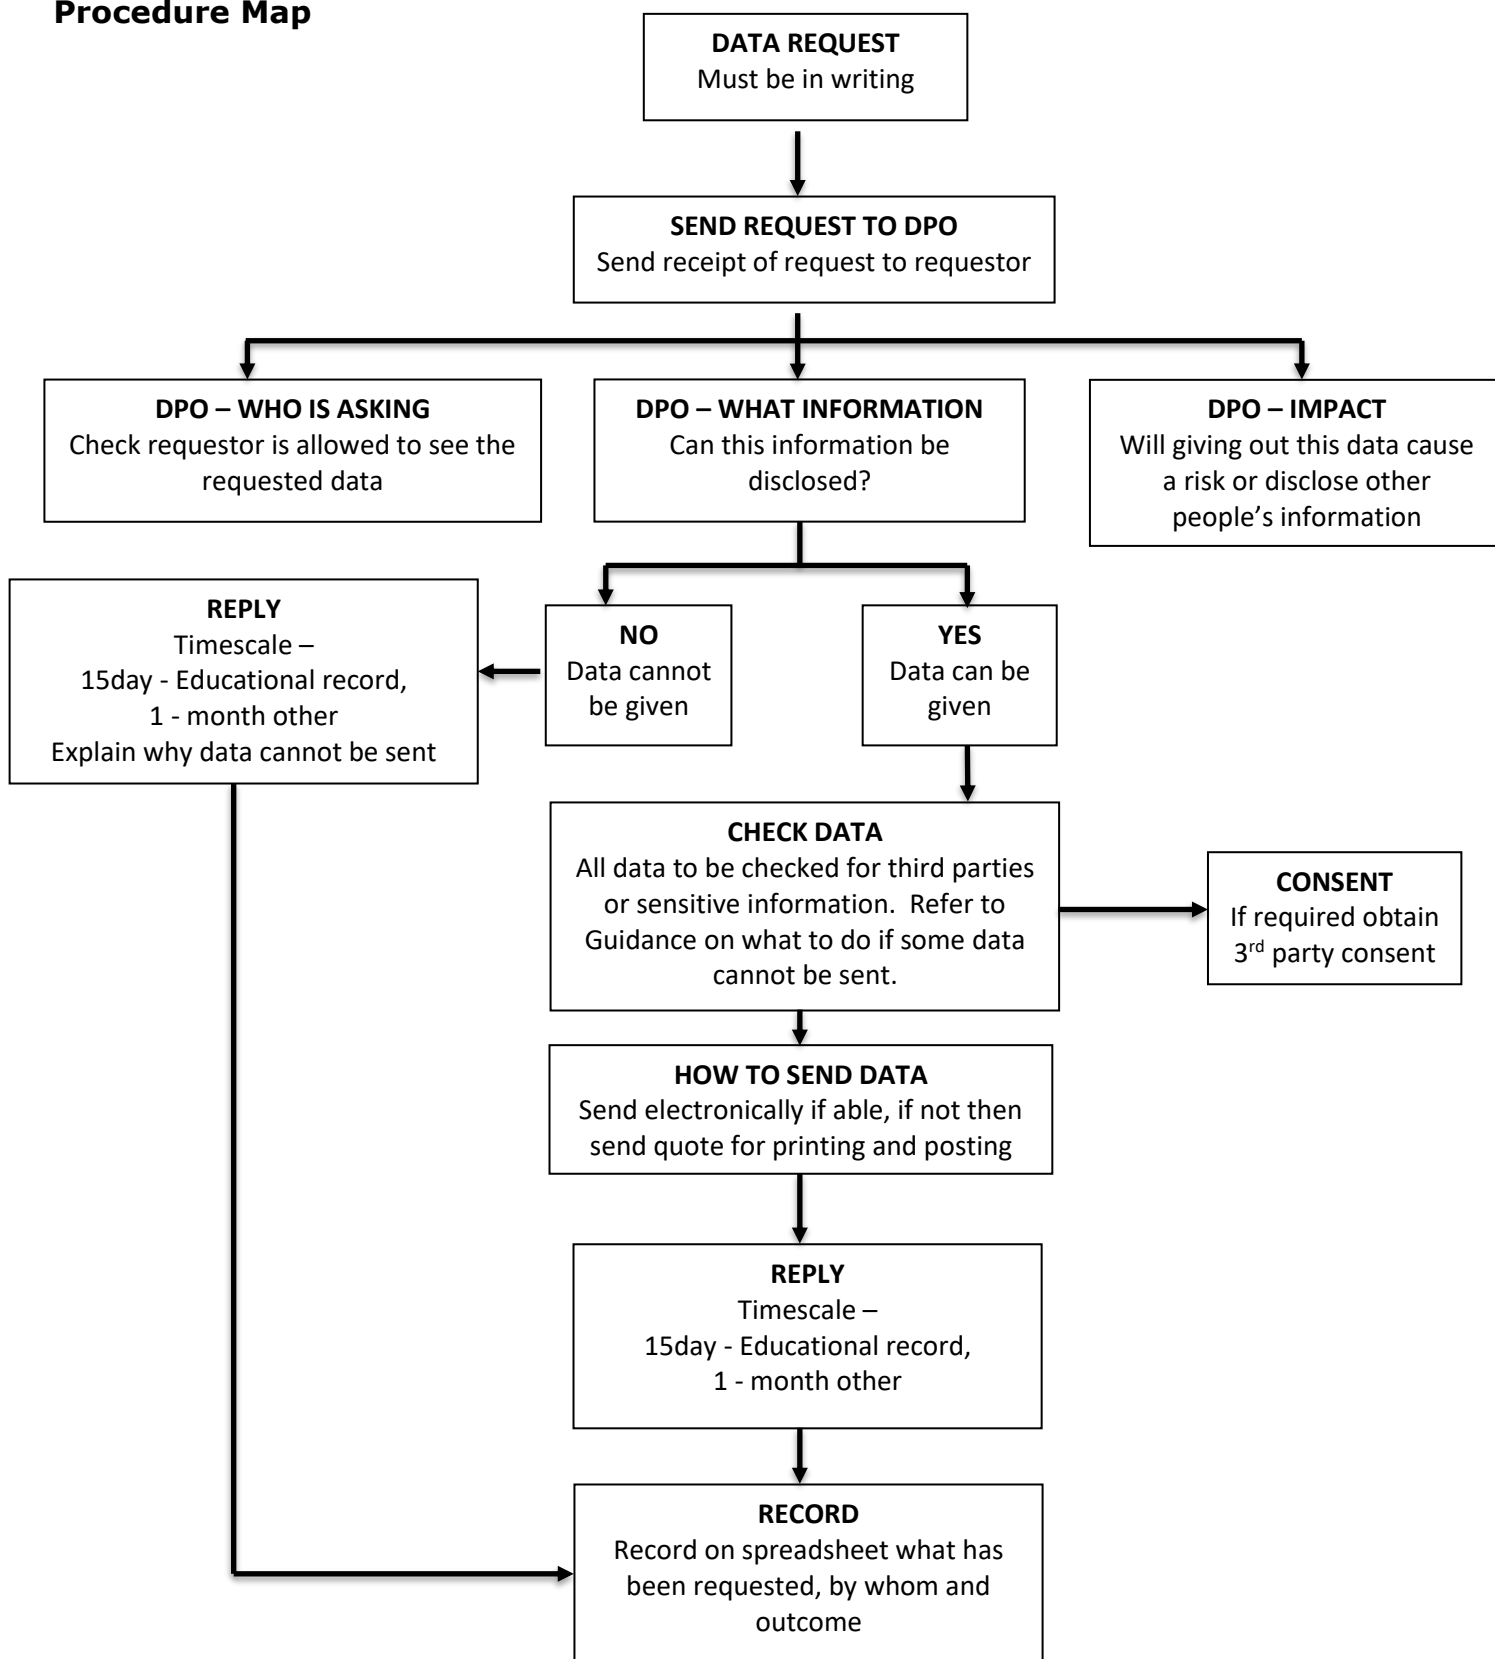 Procedure Map
DATA REQUEST
Must be in writing
SEND REQUEST TO DPO
Send receipt of request to requestor
DPO – WHO IS ASKING
Check requestor is allowed to see the
requested data
DPO – WHAT INFORMATION
Can this information be
disclosed?
DPO – IMPACT
Will giving out this data cause
a risk or disclose other
people’s information
REPLY
Timescale –
15day - Educational record,
1 - month other
Explain why data cannot be sent
NO
Data cannot
be given
YES
Data can be
given
CHECK DATA
All data to be checked for third parties
or sensitive information.  Refer to
Guidance on what to do if some data
cannot be sent.
CONSENT
If required obtain
3rd party consent
HOW TO SEND DATA
Send electronically if able, if not then
send quote for printing and posting
REPLY
Timescale –
15day - Educational record,
1 - month other
RECORD
Record on spreadsheet what has
been requested, by whom and
outcome